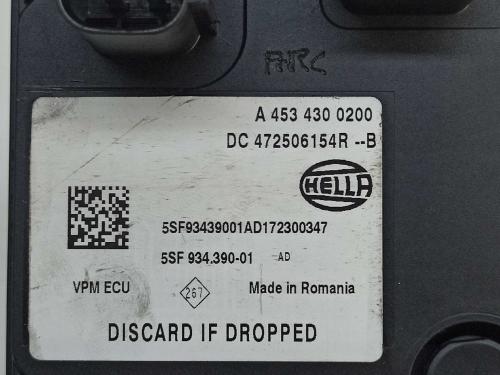 A 453 430 0200
DC 472506154R --B
HELLA
5SF93439001AD172300347
5SF 934.390-01 AD
VPM ECU 267 Made in Romania
DISCARD IF DROPPED